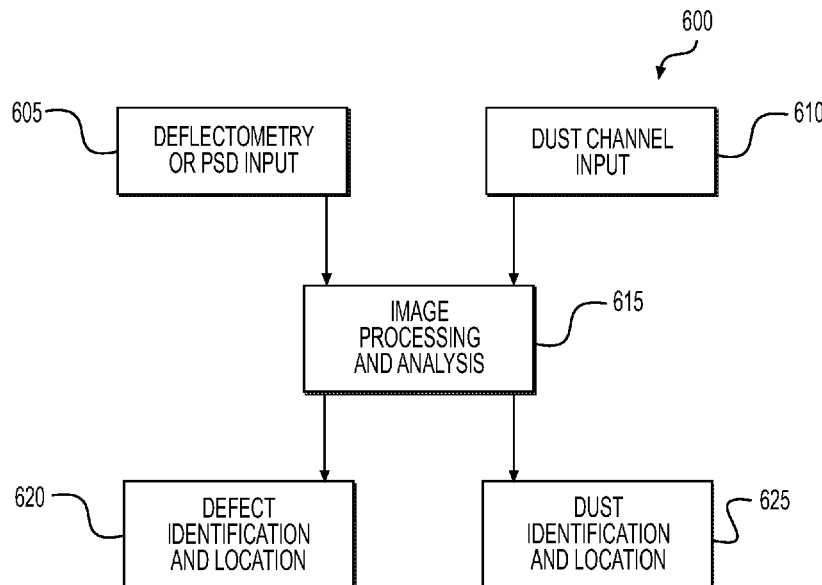 600
605
DEFLECTOMETRY
OR PSD INPUT
DUST CHANNEL
INPUT
610
IMAGE
PROCESSING
AND ANALYSIS
615
620
DEFECT
IDENTIFICATION
AND LOCATION
DUST
IDENTIFICATION
AND LOCATION
625